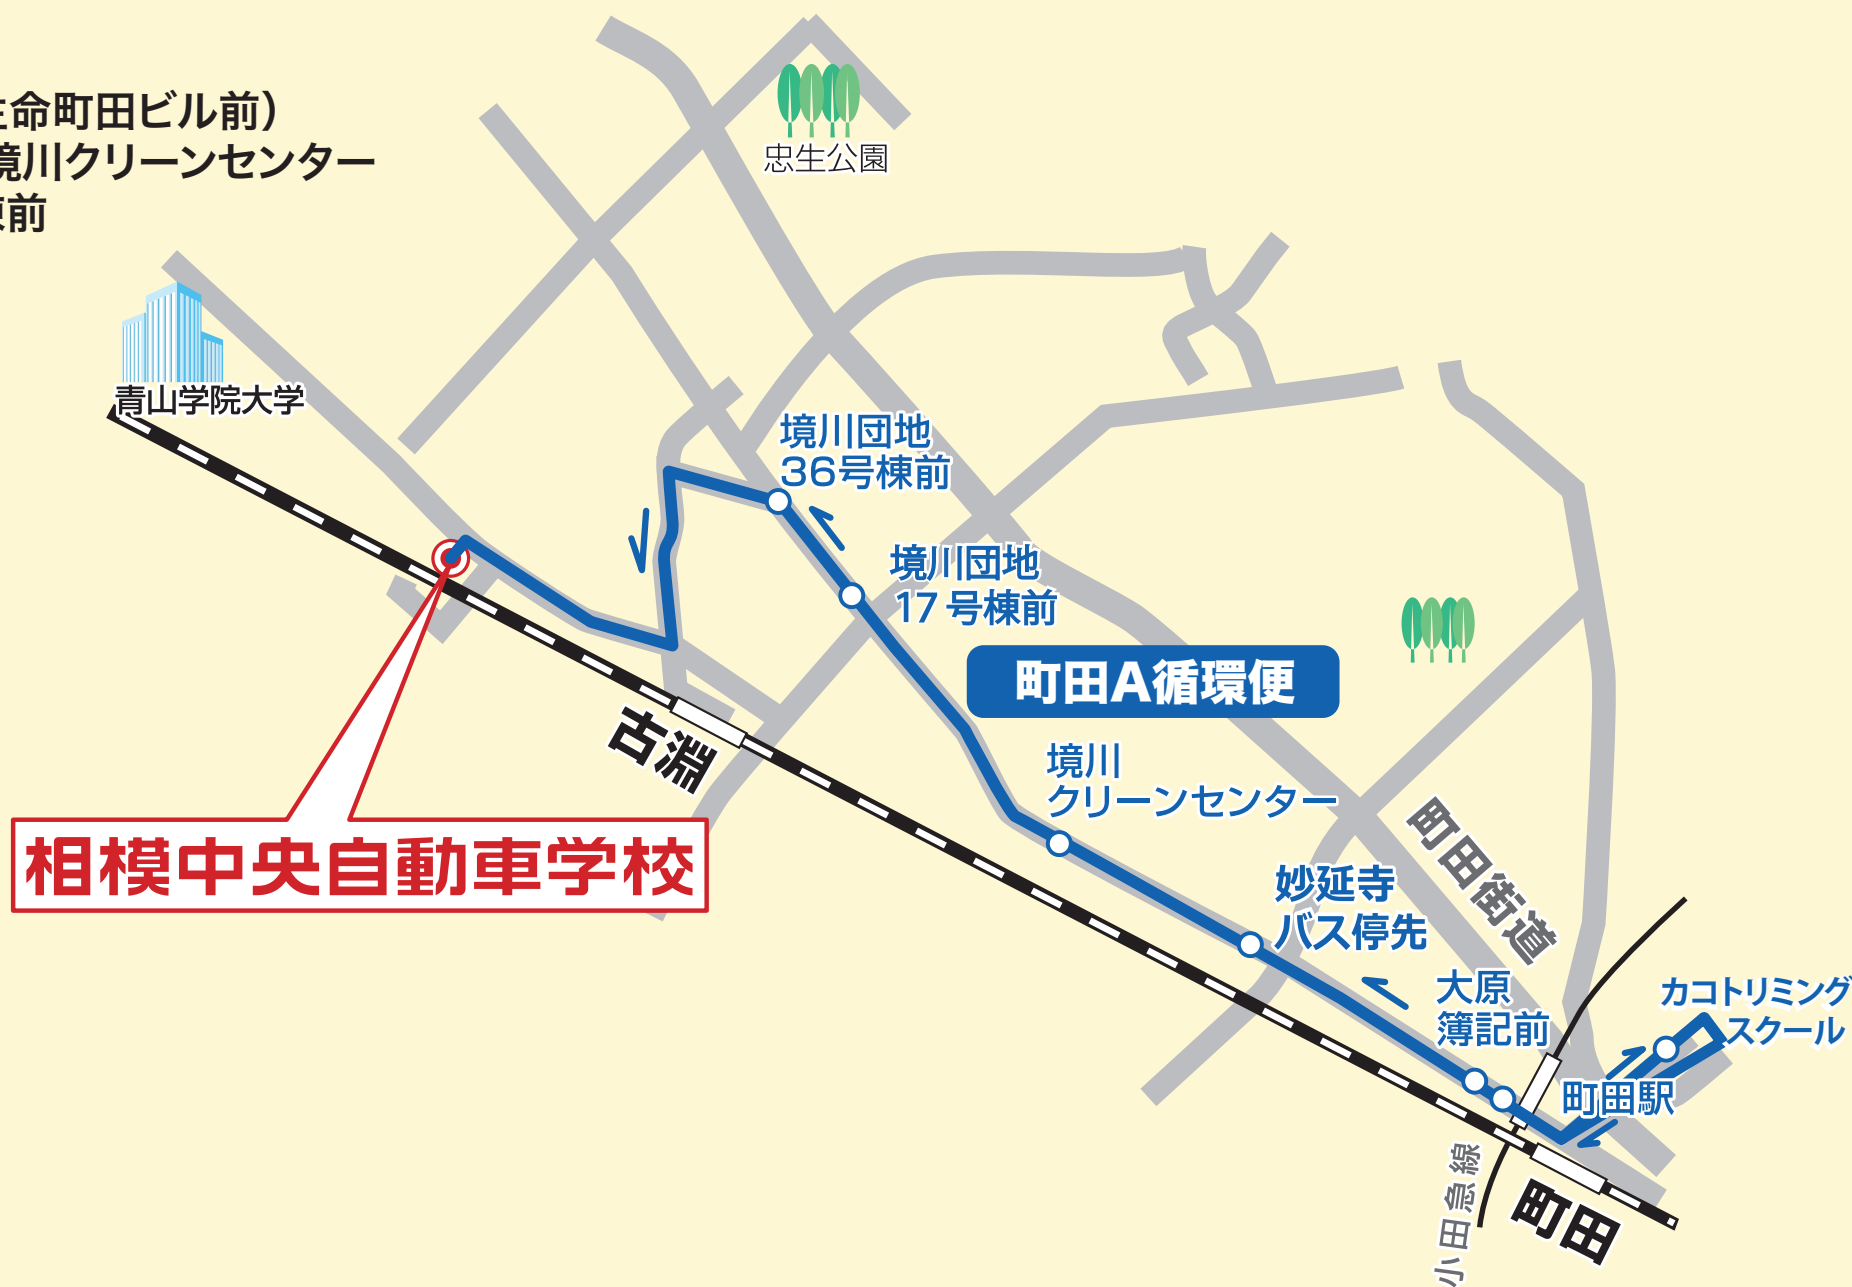 生命町田ビル前）
境川クリーンセンター
棟前
忠生公園
青山学院大学
境川団地
36号棟前
境川団地
17号棟前
町田A循環便
古淵
境川
クリーンセンター
相模中央自動車学校
町田街道
妙延寺
バス停先
大原
簿記前
カコトリミング
スクール
町田駅
小田急線
町田